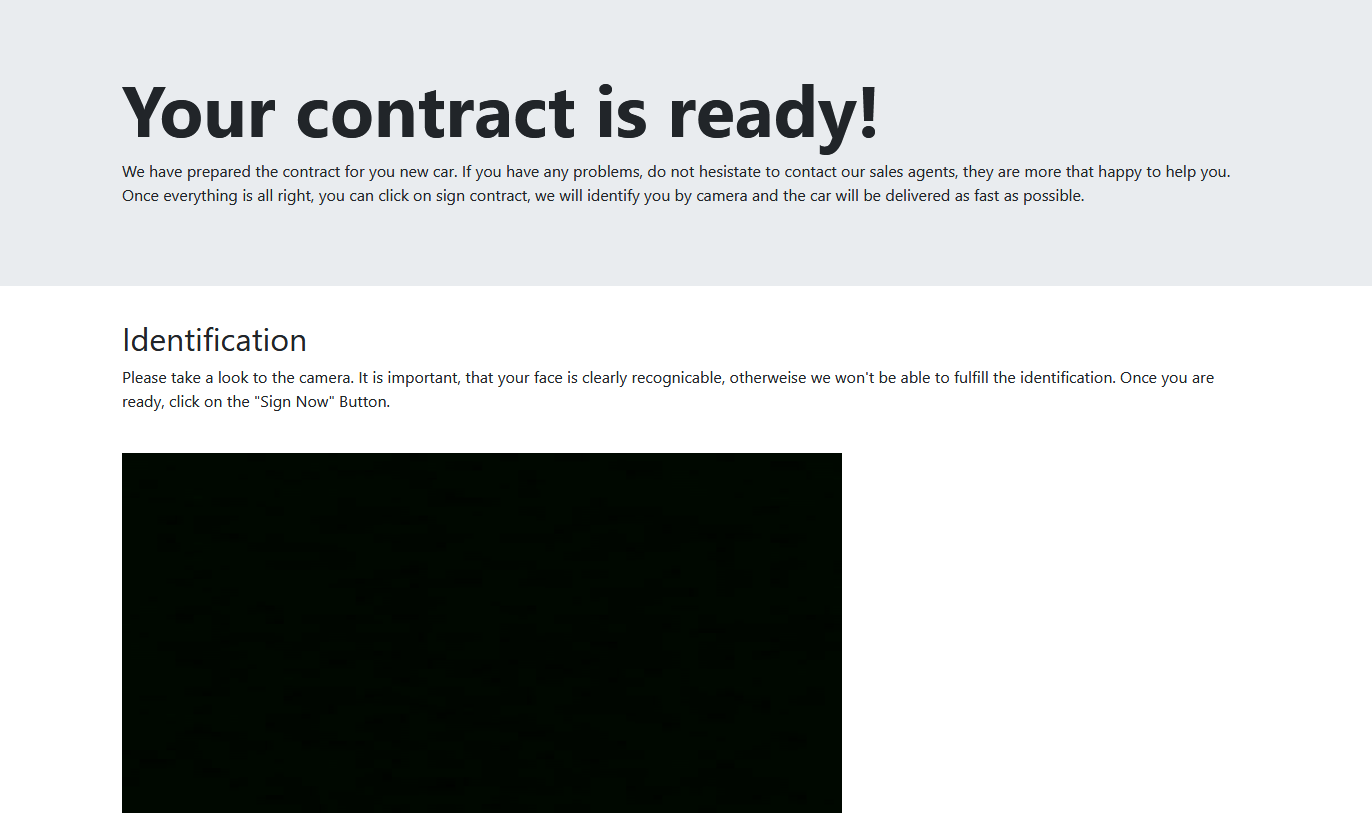 Your contract is ready!
We have prepared the contract for you new car. If you have any problems, do not hesistate to contact our sales agents, they are more that happy to help you.
Once everything is all right, you can click on sign contract, we will identify you by camera and the car will be delivered as fast as possible.
Identification
Please take a look to the camera. It is important, that your face is clearly recognicable, otherweise we won't be able to fulfill the identification. Once you are
ready, click on the "Sign Now" Button.